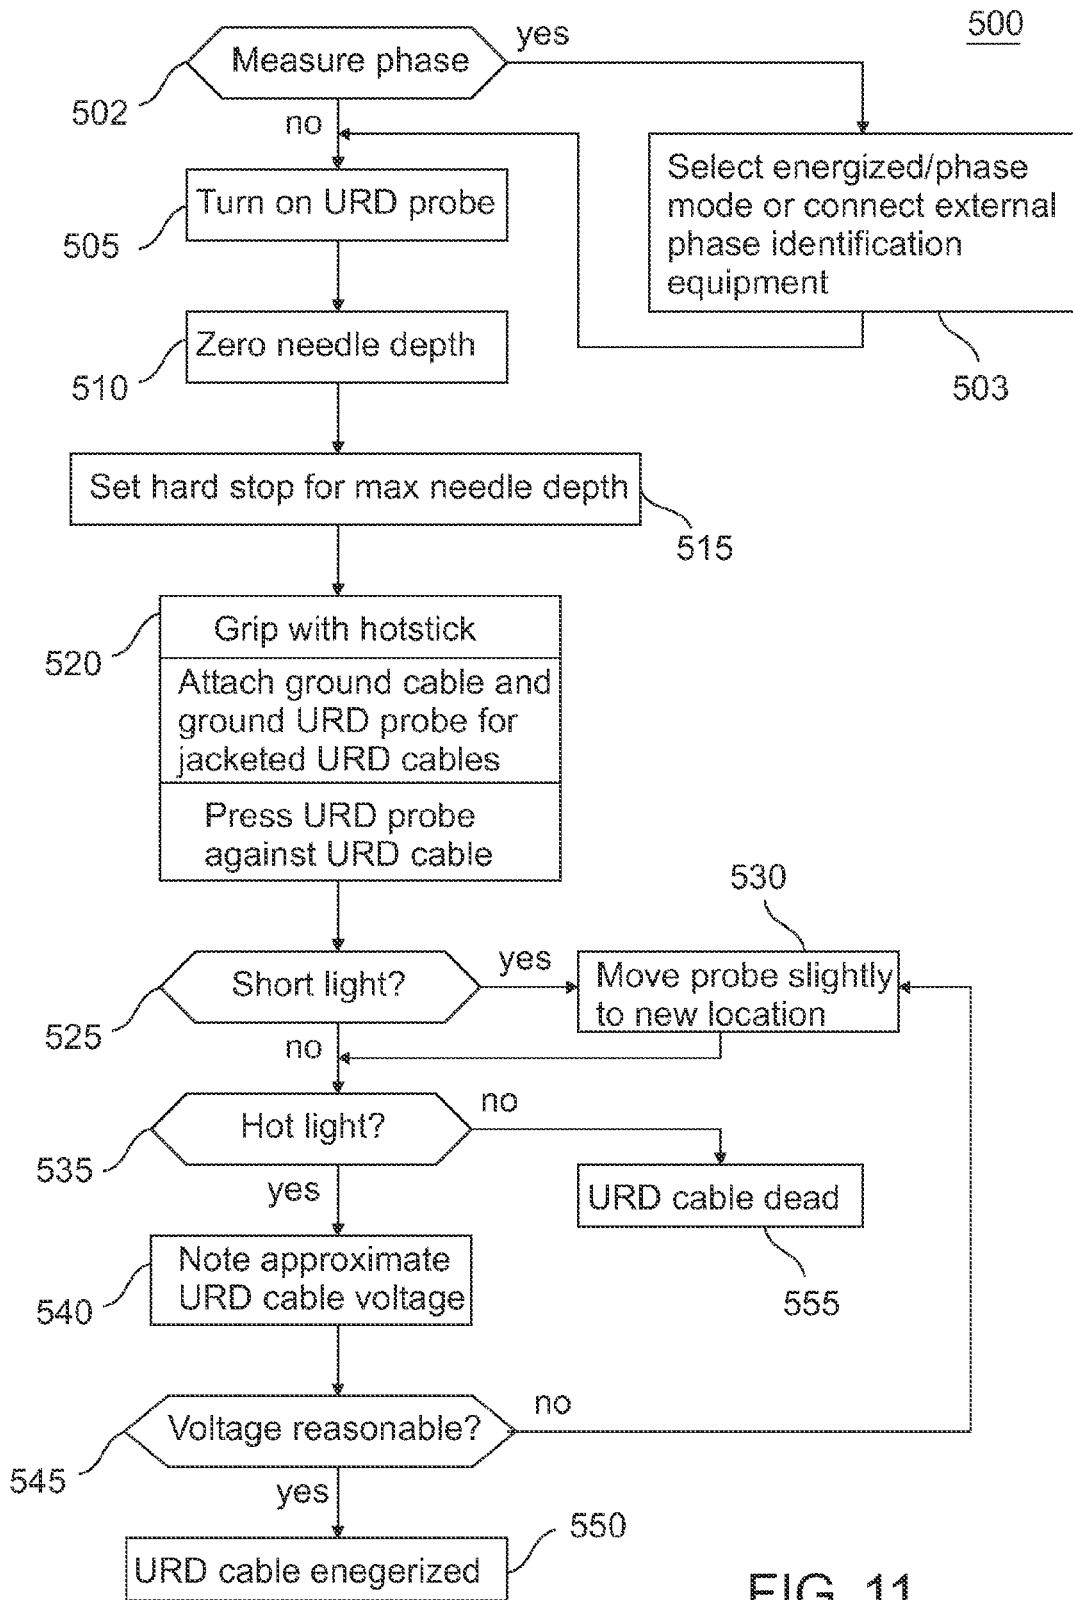 500
Measure phase
yes
502
no
Select energized/phase
mode or connect external
phase identification
equipment
503
Turn on URD probe
505
Zero needle depth
510
Set hard stop for max needle depth
515
Grip with hotstick
520
Attach ground cable and
ground URD probe for
jacketed URD cables
Press URD probe
against URD cable
530
Short light?
yes
Move probe slightly
to new location
525
no
Hot light?
no
535
yes
URD cable dead
555
Note approximate
URD cable voltage
540
Voltage reasonable?
no
545
yes
550
URD cable enegerized
FIG. 11